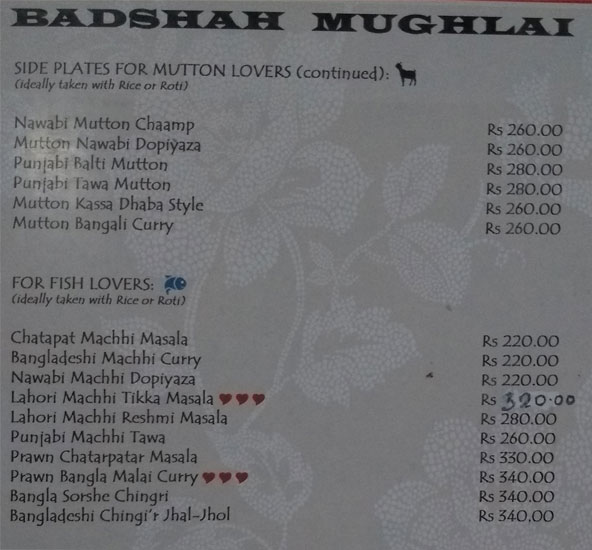 BADSHAH MUGHLAI
SIDE PLATES FOR MUTTON LOVERS (continued):
(ideally taken with Rice or Roti)
Nawabi Mutton Chaamp Rs 260.00
Mutton Nawabi Dopiyaza Rs 260.00
Punjabi Balti Mutton Rs 280.00
Punjabi Tawa Mutton Rs 280.00
Mutton Kassa Dhaba Style Rs 260.00
Mutton Bangali Curry Rs 260.00
FOR FISH LOVERS:
(ideally taken with Rice or Roti)
Chatapat Machhi Masala Rs 220.00
Bangladeshi Machhi Curry Rs 220.00
Nawabi Machhi Dopiyaza Rs 220.00
Lahori Machhi Tikka Masala Rs 320.00
Lahori Machhi Reshmi Masala Rs 280.00
Punjabi Machhi Tawa Rs 260.00
Prawn Chatarpatar Masala Rs 330.00
Prawn Bangla Malai Curry Rs 340.00
Bangla Sorshe Chingri Rs 340.00
Bangladeshi Chingi'r Jhal-Jhol Rs 340,00